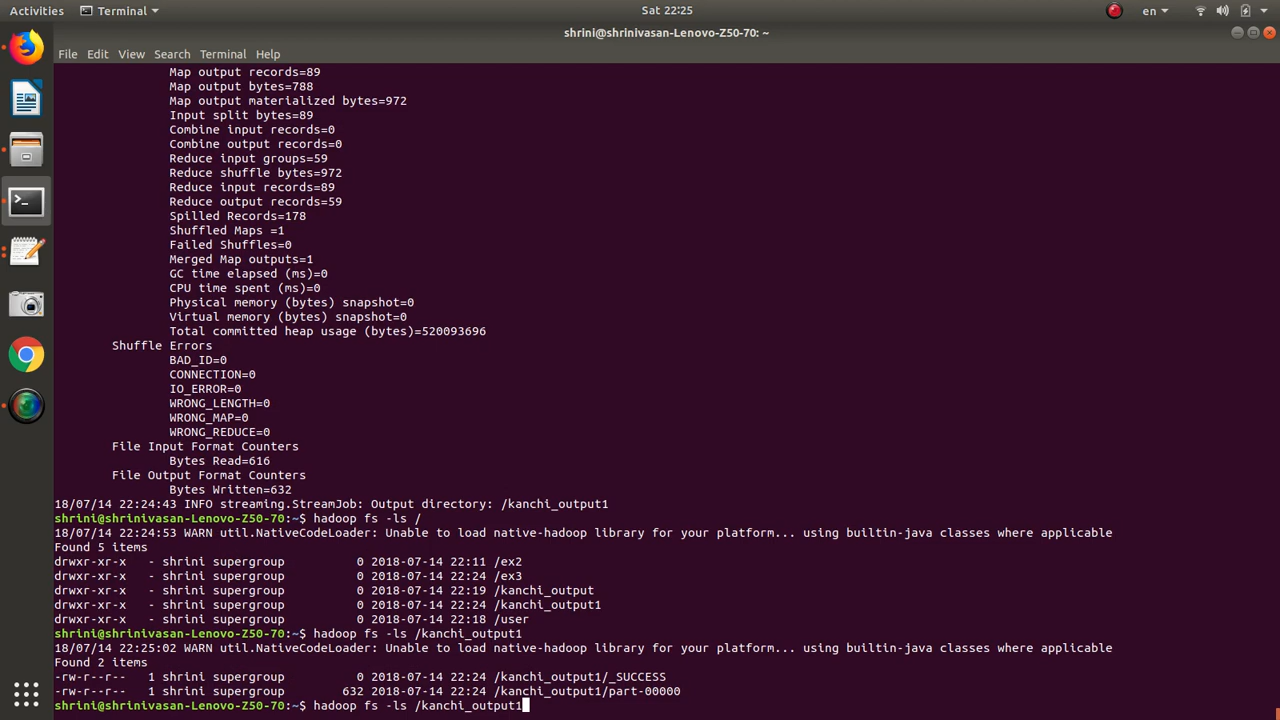 Activities Terminal Sat 22:25 en
shrini@shrinivasan-Lenovo-Z50-70: ~
File Edit View Search Terminal Help
Map output records=89
Map output bytes=788
Map output materialized bytes=972
Input split bytes=89
Combine input records=0
Combine output records=0
Reduce input groups=59
Reduce shuffle bytes=972
Reduce input records=89
Reduce output records=59
Spilled Records=178
Shuffled Maps =1
Failed Shuffles=0
Merged Map outputs=1
GC time elapsed (ms)=0
CPU time spent (ms)=0
Physical memory (bytes) snapshot=0
Virtual memory (bytes) snapshot=0
Total committed heap usage (bytes)=520093696
Shuffle Errors
BAD_ID=0
CONNECTION=0
IO_ERROR=0
WRONG_LENGTH=0
WRONG_MAP=0
WRONG_REDUCE=0
File Input Format Counters
Bytes Read=616
File Output Format Counters
Bytes Written=632
18/07/14 22:24:43 INFO streaming.StreamJob: Output directory: /kanchi_output1
shrini@shrinivasan-Lenovo-Z50-70:~$ hadoop fs -ls /
18/07/14 22:24:53 WARN util.NativeCodeLoader: Unable to load native-hadoop library for your platform... using builtin-java classes where applicable
Found 5 items
drwxr-xr-x - shrini supergroup 0 2018-07-14 22:11 /ex2
drwxr-xr-x - shrini supergroup 0 2018-07-14 22:24 /ex3
drwxr-xr-x - shrini supergroup 0 2018-07-14 22:19 /kanchi_output
drwxr-xr-x - shrini supergroup 0 2018-07-14 22:24 /kanchi_output1
drwxr-xr-x - shrini supergroup 0 2018-07-14 22:18 /user
shrini@shrinivasan-Lenovo-Z50-70:~$ hadoop fs -ls /kanchi_output1
18/07/14 22:25:02 WARN util.NativeCodeLoader: Unable to load native-hadoop library for your platform... using builtin-java classes where applicable
Found 2 items
-rw-r--r-- 1 shrini supergroup 0 2018-07-14 22:24 /kanchi_output1/_SUCCESS
-rw-r--r-- 1 shrini supergroup 632 2018-07-14 22:24 /kanchi_output1/part-00000
shrini@shrinivasan-Lenovo-Z50-70:~$ hadoop fs -ls /kanchi_output1